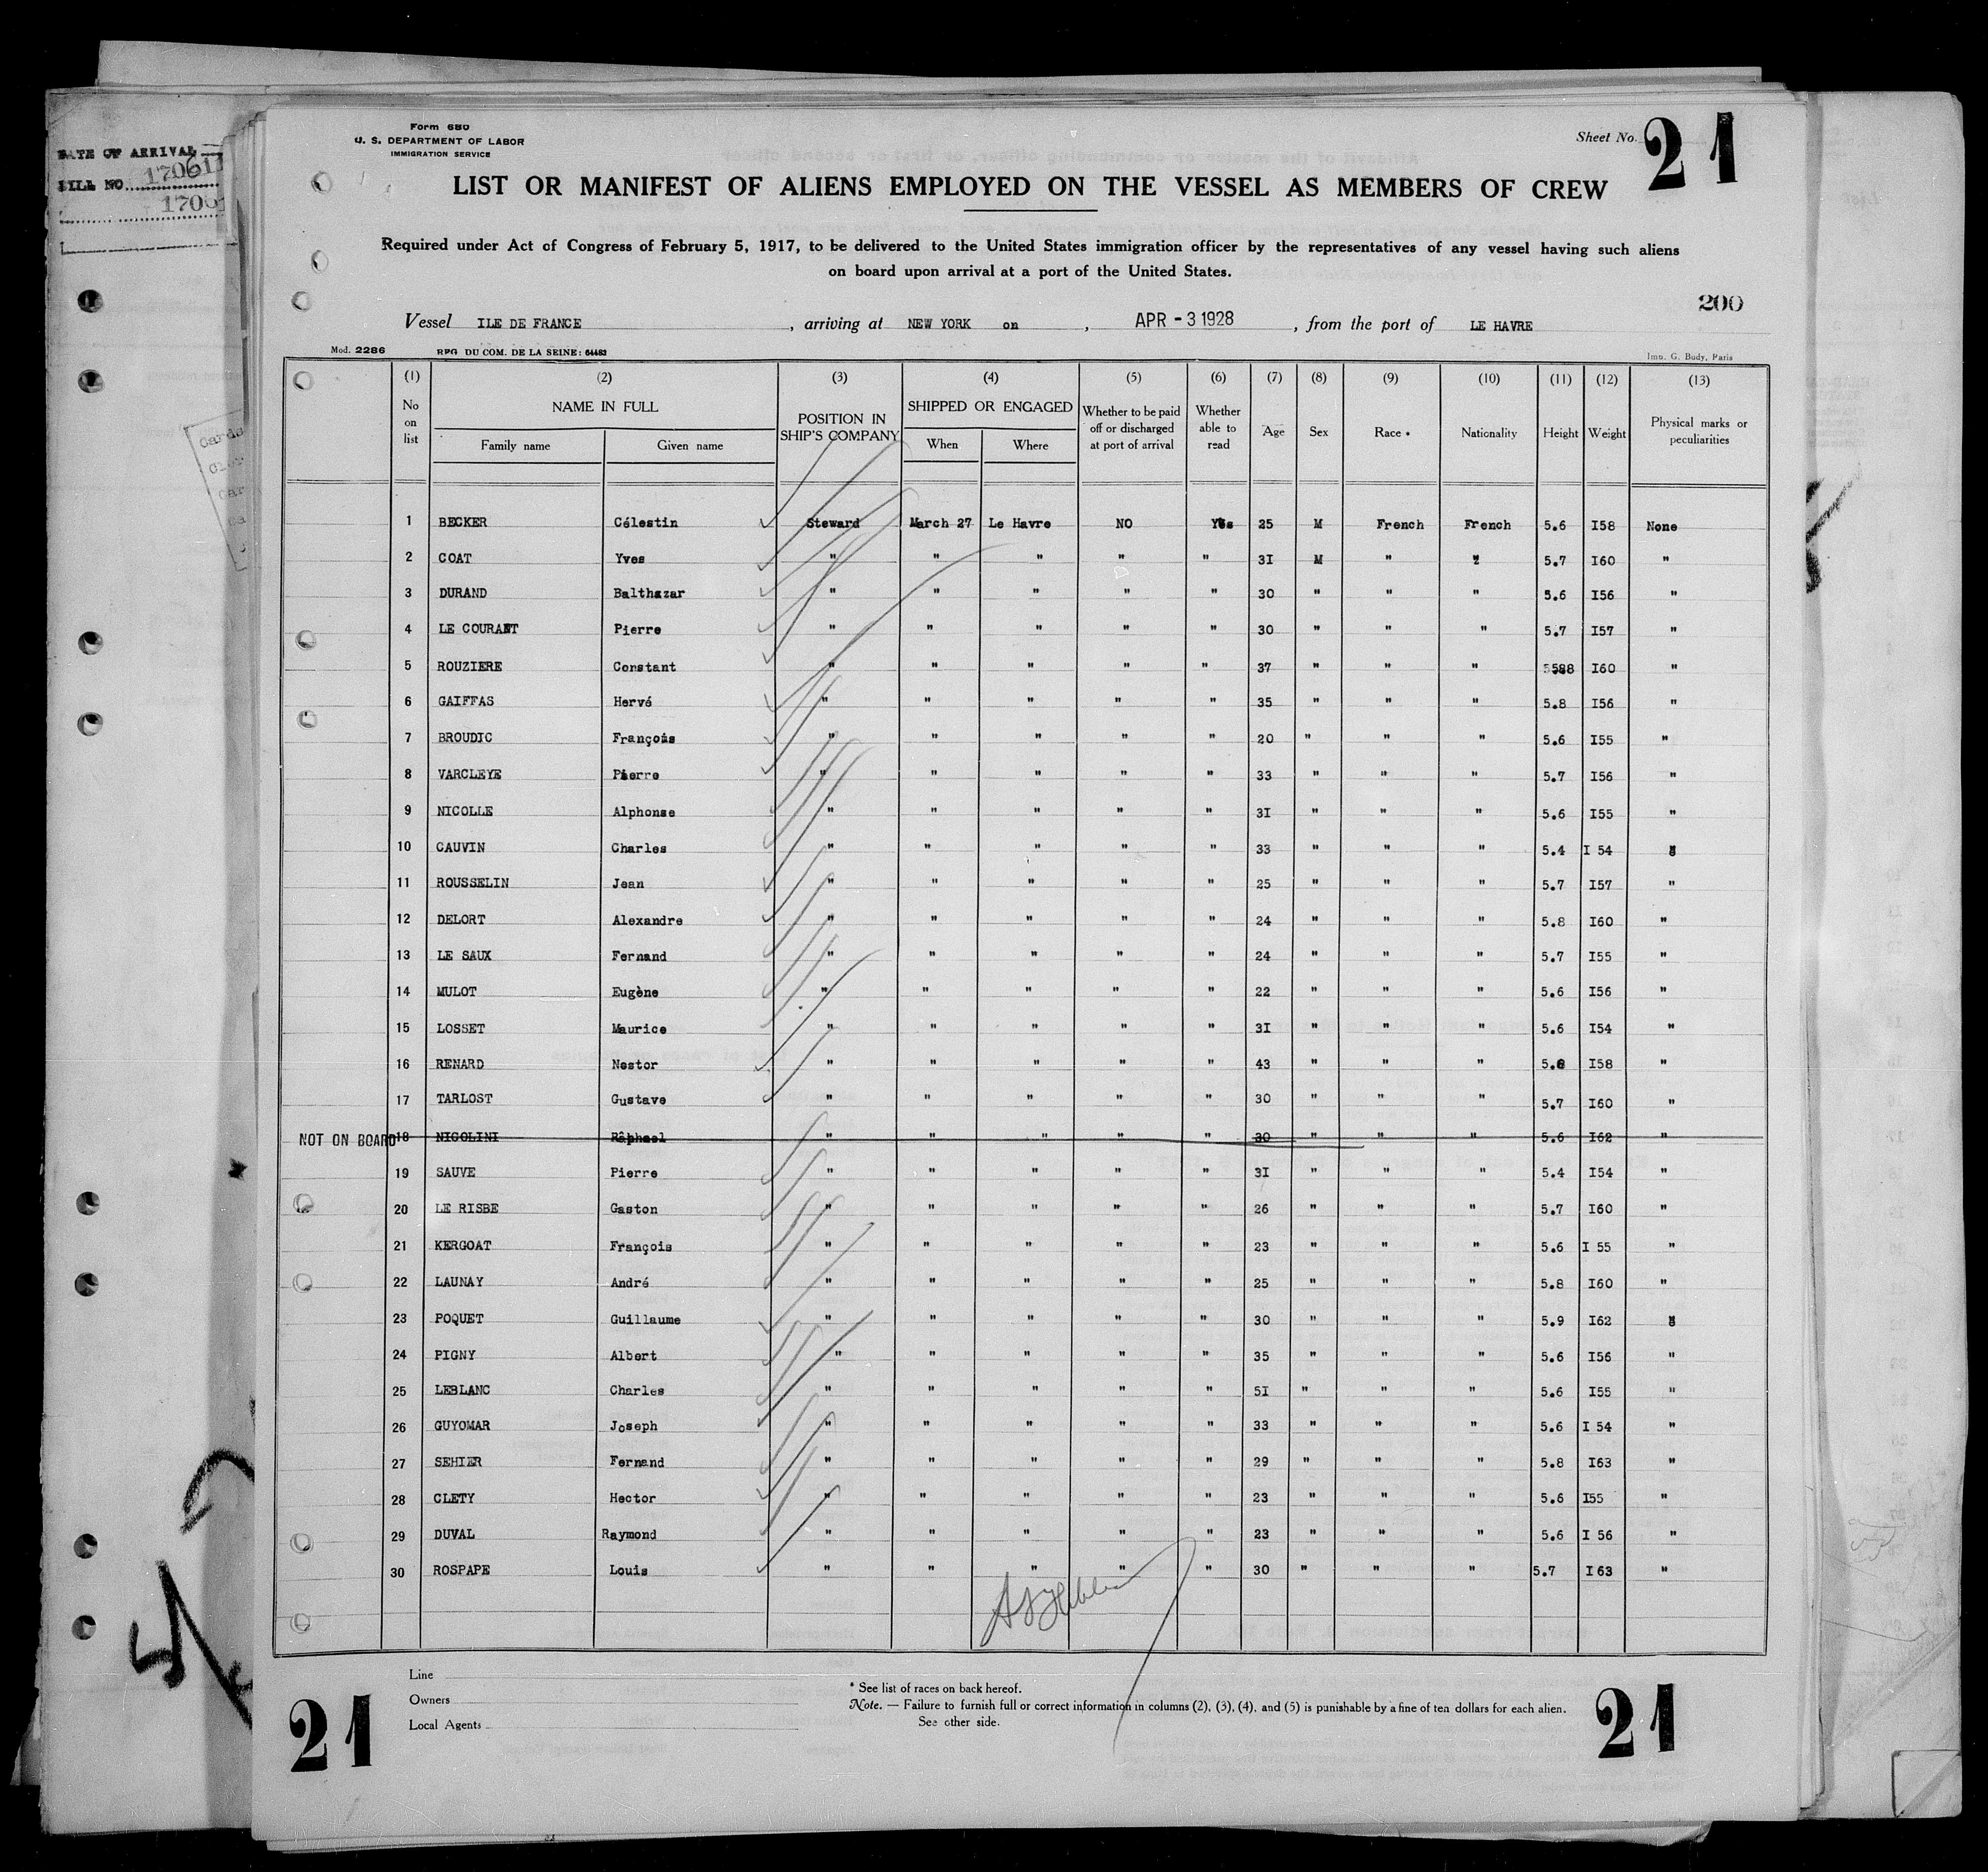 Form 680
U. S. DEPARTMENT OF LABOR
IMMIGRATION SERVICE
Sheet No. 21
DATE OF ARRIVAL
FILE NO. 170611
LIST OR MANIFEST OF ALIENS EMPLOYED ON THE VESSEL AS MEMBERS OF CREW
Required under Act of Congress of February 5, 1917, to be delivered to the United States immigration officer by the representatives of any vessel having such aliens
on board upon arrival at a port of the United States.
200
Vessel ILE DE FRANCE, arriving at NEW YORK on, APR - 3 1928, from the port of LE HAVRE
Mod. 2286 REG DU COM. DE LA SEINE: 64483 Imp. G. Budy, Paris
(1) (2) (3) (4) (5) (6) (7) (8) (9) (10) (11) (12) (13)
No on list NAME IN FULL Family name Given name POSITION IN SHIP'S COMPANY SHIPPED OR ENGAGED When Where Whether to be paid off or discharged at port of arrival Whether able to read Age Sex Race * Nationality Height Weight Physical marks or peculiarities
1 BECKER Célestin Steward March 27 Le Havre NO Yes 25 M French French 5.6 I58 None
2 COAT Yves " " " " " 3I M " " 5.7 I60 "
3 DURAND Balthazar " " " " " 30 " " " 5.6 I56 "
4 LE COURANT Pierre " " " " " 30 " " " 5.7 I57 "
5 ROUZIERE Constant " " " " " 37 " " " I60 "
6 GAIFFAS Hervé " " " " " 35 " " " 5.8 I56 "
7 BROUDIC François " " " " " 20 " " " 5.6 I55 "
8 VARCLEYE Pierre " " " " " 33 " " " 5.7 I56 "
9 NICOLLE Alphonse " " " " " 3I " " " 5.6 I55 "
10 CAUVIN Charles " " " " " 33 " " " 5.4 I 54 "
11 ROUSSELIN Jean " " " " " 25 " " " 5.7 I57 "
12 DELORT Alexandre " " " " " 24 " " " 5.8 I60 "
13 LE SAUX Fernand " " " " " 24 " " " 5.7 I55 "
14 MULOT Eugène " " " " " 22 " " " 5.6 I56 "
15 LOSSET Maurice " " " " " 3I " " " 5.6 I54 "
16 RENARD Nestor " " " " " 43 " " " 5.6 I58 "
17 TARLOST Gustave " " " " " 30 " " " 5.7 I60 "
NOT ON BOARD 18 NICOLINI Râphael " " " " " 30 " " " 5.6 I62 "
19 SAUVE Pierre " " " " " 3I " " " 5.4 I54 "
20 LE RISBE Gaston " " " " " 26 " " " 5.7 I60 "
21 KERGOAT François " " " " " 23 " " " 5.6 I 55 "
22 LAUNAY André " " " " " 25 " " " 5.8 I60 "
23 POQUET Guillaume " " " " " 30 " " " 5.9 I62 "
24 PIGNY Albert " " " " " 35 " " " 5.6 I56 "
25 LEBLANC Charles " " " " " 5I " " " 5.6 I55 "
26 GUYOMAR Joseph " " " " " 33 " " " 5.6 I 54 "
27 SEHIER Fernand " " " " " 29 " " " 5.8 I63 "
28 CLETY Hector " " " " " 23 " " " 5.6 I55 "
29 DUVAL Raymond " " " " " 23 " " " 5.6 I 56 "
30 ROSPAPE Louis " " " " " 30 " " " 5.7 I 63 "
Line
Owners
Local Agents
* See list of races on back hereof.
Note. — Failure to furnish full or correct information in columns (2), (3), (4), and (5) is punishable by a fine of ten dollars for each alien.
See other side.
21
21